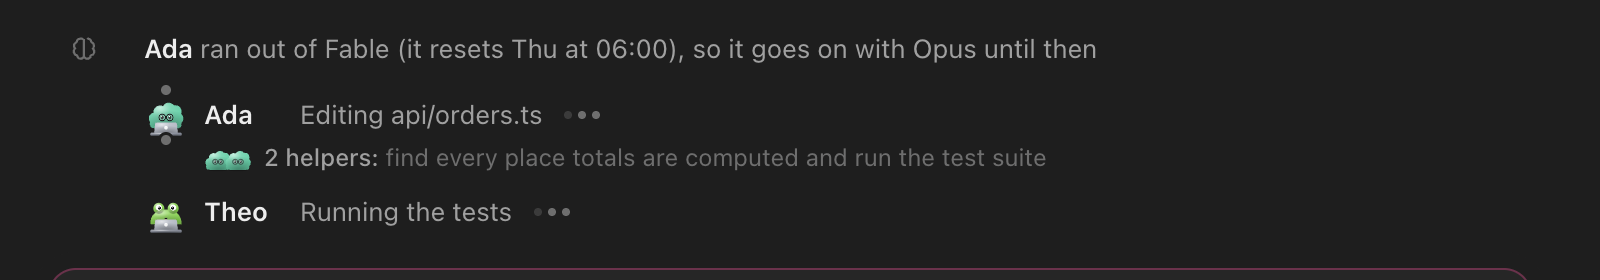 Ada ran out of Fable (it resets Thu at 06:00), so it goes on with Opus until then
Ada Editing api/orders.ts
2 helpers: find every place totals are computed and run the test suite
Theo Running the tests